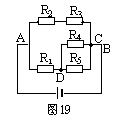 R₂ R₃
A R₄ C
B
R₁ D R₅
图19